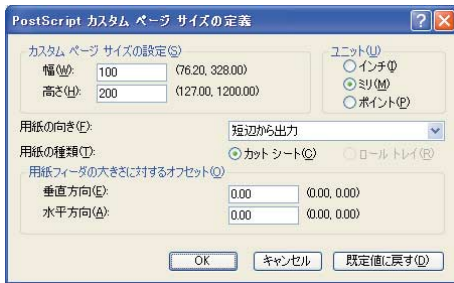 PostScript カスタム ページ サイズの定義
カスタム ページ サイズの設定(S)
幅(W): 100 (76.20, 328.00)
高さ(H): 200 (127.00, 1200.00)
ユニット(U)
インチ(I)
ミリ(M)
ポイント(P)
用紙の向き(F): 短辺から出力
用紙の種類(T): カット シート(C) ロール トレイ(R)
用紙フィーダの大きさに対するオフセット(O)
垂直方向(E): 0.00 (0.00, 0.00)
水平方向(A): 0.00 (0.00, 0.00)
OK キャンセル 既定値に戻す(D)